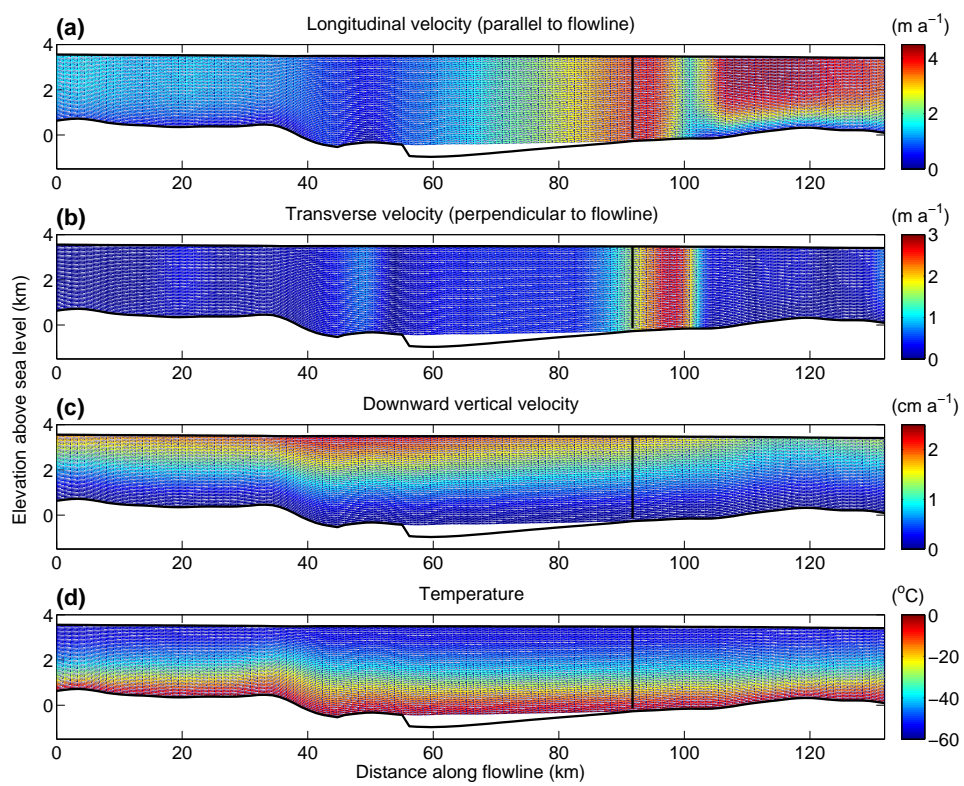 (a) Longitudinal velocity (parallel to flowline) (m a⁻¹)
4
2
0
0 20 40 60 80 100 120
4
3
2
1
0
(b) Transverse velocity (perpendicular to flowline) (m a⁻¹)
4
2
0
0 20 40 60 80 100 120
3
2
1
0
Elevation above sea level (km)
(c) Downward vertical velocity (cm a⁻¹)
4
2
0
0 20 40 60 80 100 120
2
1
0
(d) Temperature (°C)
4
2
0
0 20 40 60 80 100 120
0
−20
−40
−60
Distance along flowline (km)